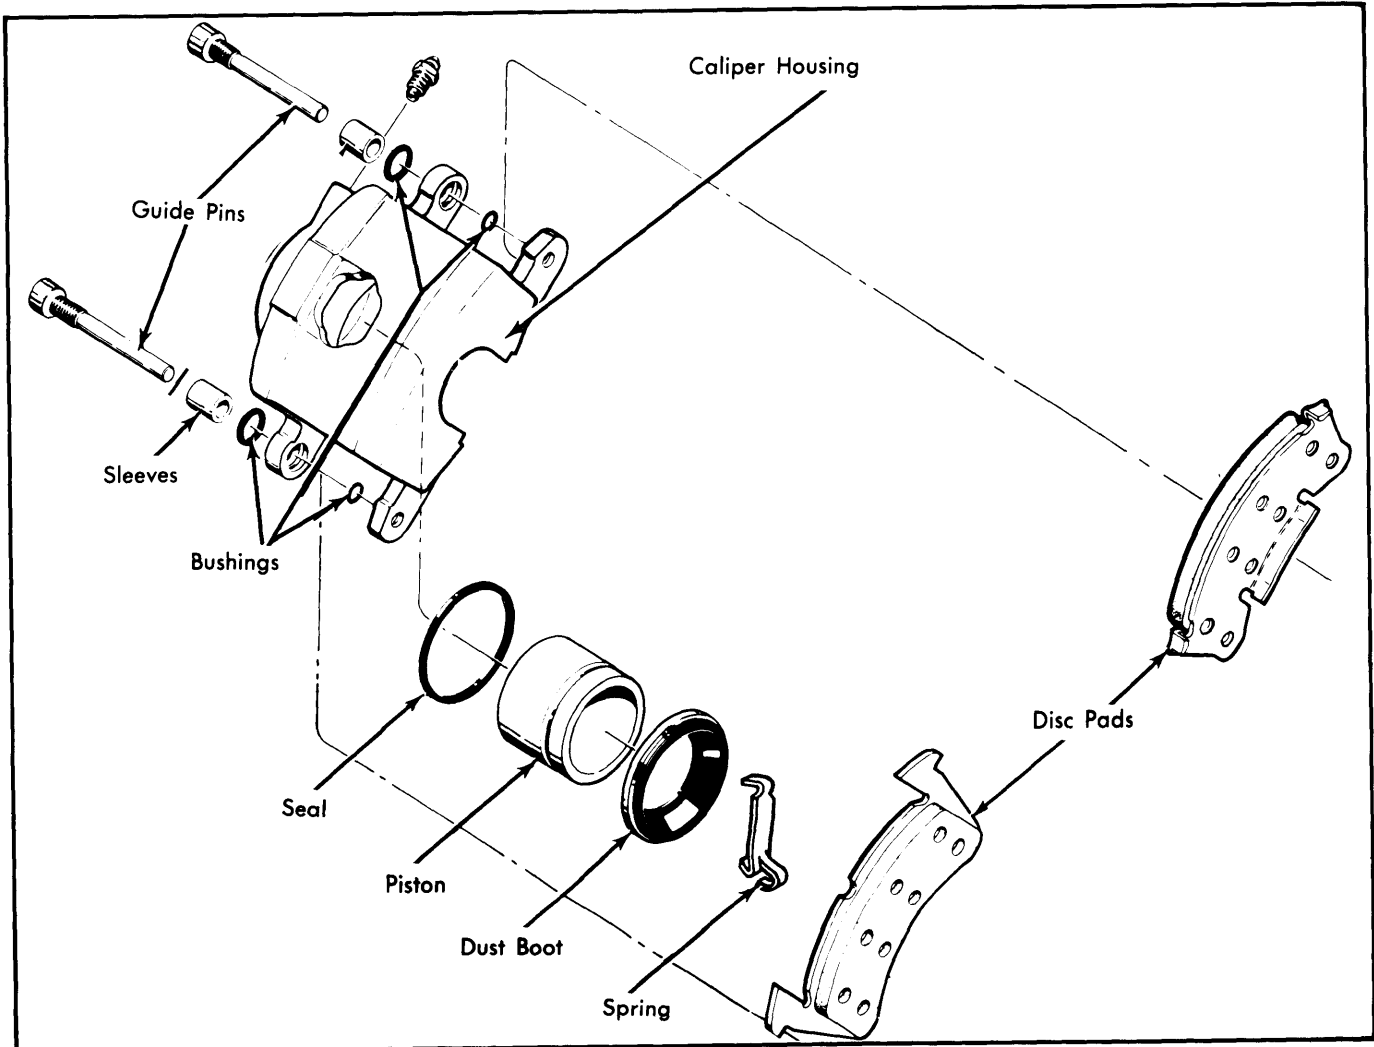 Caliper Housing
Guide Pins
Sleeves
Bushings
Disc Pads
Seal
Piston
Dust Boot
Spring